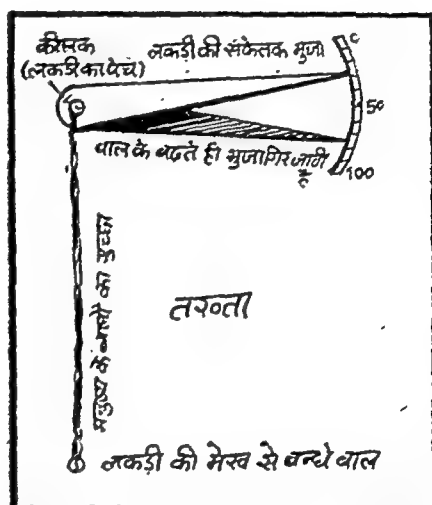 कीलक
(लकडी का पेंच)
लकड़ी की संकेतक भुजा
0
50
100
बाल के बढ़ते ही भुजा गिर जाती
है
मनुष्य के बालों का गुच्छा
तख्ता
लकड़ी की मेख से बन्धे बाल